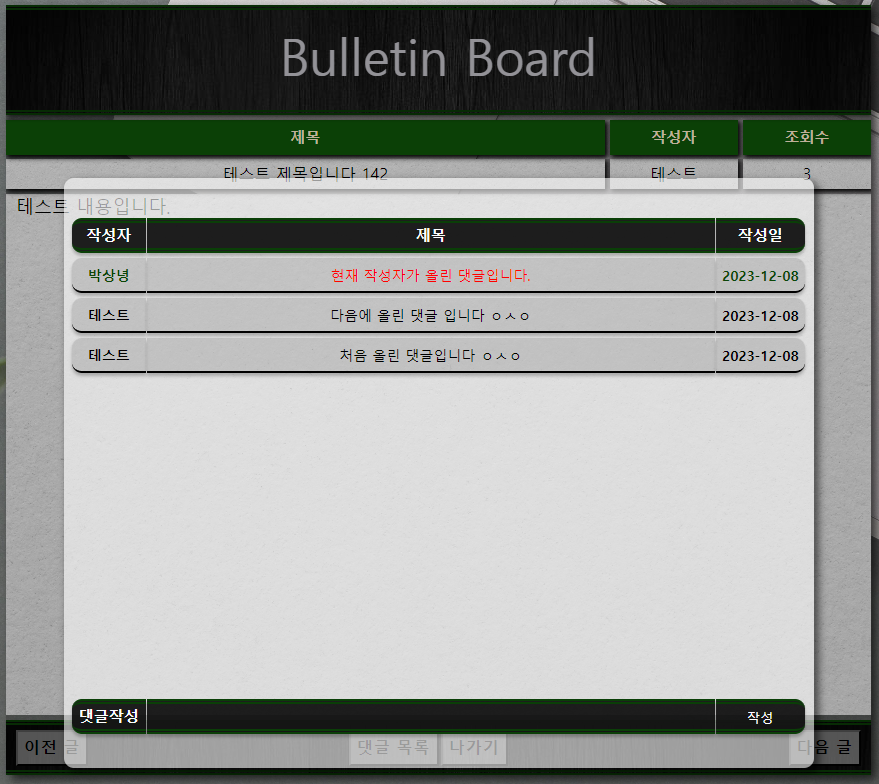 Bulletin Board
제목 작성자 조회수
테스트 제목입니다 142 테스트 3
테스트 내용입니다.
작성자 제목 작성일
박상녕 현재 작성자가 올린 댓글입니다. 2023-12-08
테스트 다음에 올린 댓글 입니다 ㅇㅅㅇ 2023-12-08
테스트 처음 올린 댓글입니다 ㅇㅅㅇ 2023-12-08
댓글작성 작성
이전 글 댓글 목록 나가기 다음 글